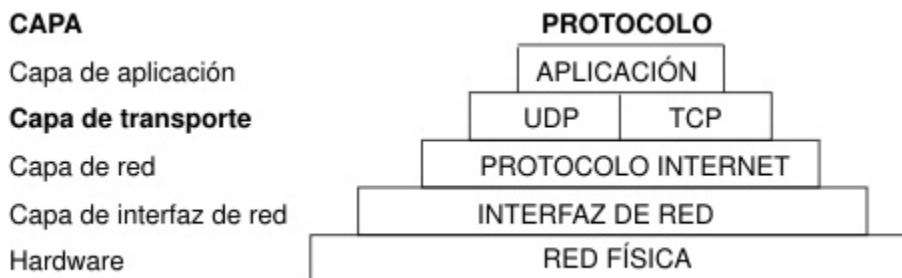 CAPA PROTOCOLO
Capa de aplicación APLICACIÓN
Capa de transporte UDP TCP
Capa de red PROTOCOLO INTERNET
Capa de interfaz de red INTERFAZ DE RED
Hardware RED FÍSICA